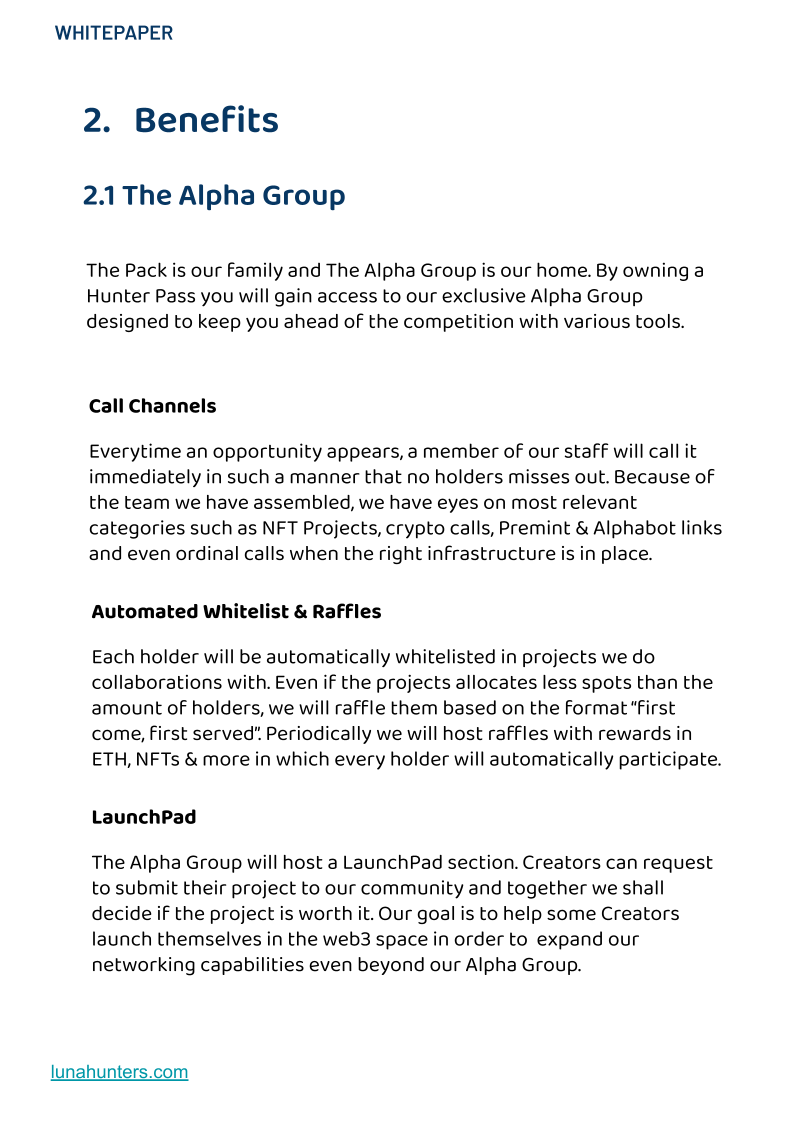 WHITEPAPER
2. Benefits
2.1 The Alpha Group
The Pack is our family and The Alpha Group is our home. By owning a
Hunter Pass you will gain access to our exclusive Alpha Group
designed to keep you ahead of the competition with various tools.
Call Channels
Everytime an opportunity appears, a member of our staff will call it
immediately in such a manner that no holders misses out. Because of
the team we have assembled, we have eyes on most relevant
categories such as NFT Projects, crypto calls, Premint & Alphabot links
and even ordinal calls when the right infrastructure is in place.
Automated Whitelist & Raffles
Each holder will be automatically whitelisted in projects we do
collaborations with. Even if the projects allocates less spots than the
amount of holders, we will raffle them based on the format “first
come, first served”. Periodically we will host raffles with rewards in
ETH, NFTs & more in which every holder will automatically participate.
LaunchPad
The Alpha Group will host a LaunchPad section. Creators can request
to submit their project to our community and together we shall
decide if the project is worth it. Our goal is to help some Creators
launch themselves in the web3 space in order to  expand our
networking capabilities even beyond our Alpha Group.
lunahunters.com